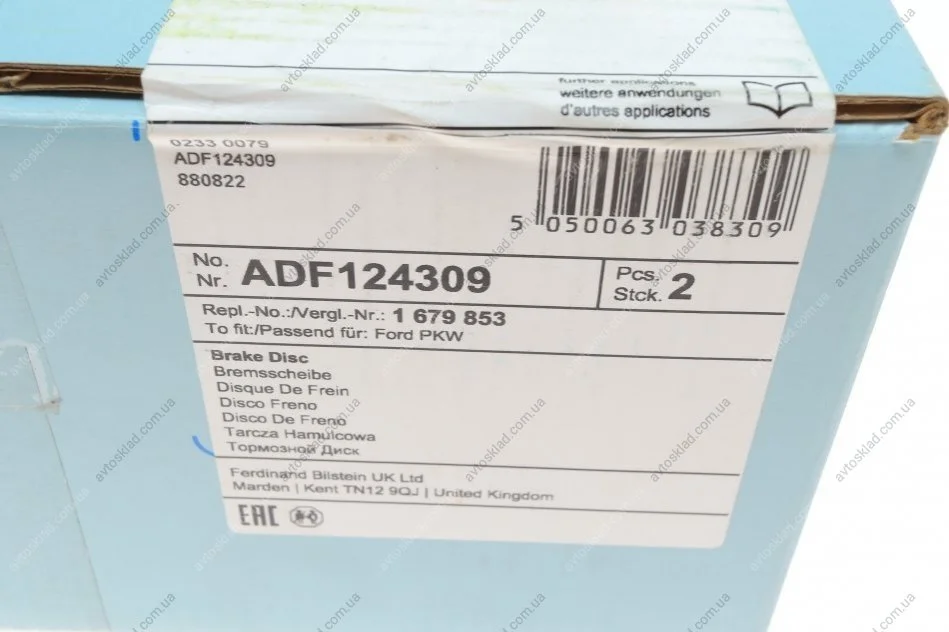 further applications
weitere anwendungen
d'autres applications
0233 0079
ADF124309
880822
5 050063 038309
No.
Nr. ADF124309
Pcs.
Stck. 2
Repl.-No.:/Vergl.-Nr.: 1 679 853
To fit:/Passend für: Ford PKW
Brake Disc
Bremsscheibe
Disque De Frein
Disco Freno
Disco De Freno
Tarcza Hamulcowa
Тормозной Диск
Ferdinand Bilstein UK Ltd
Marden | Kent TN12 9QJ | United Kingdom
EAC
avtosklad.com.ua